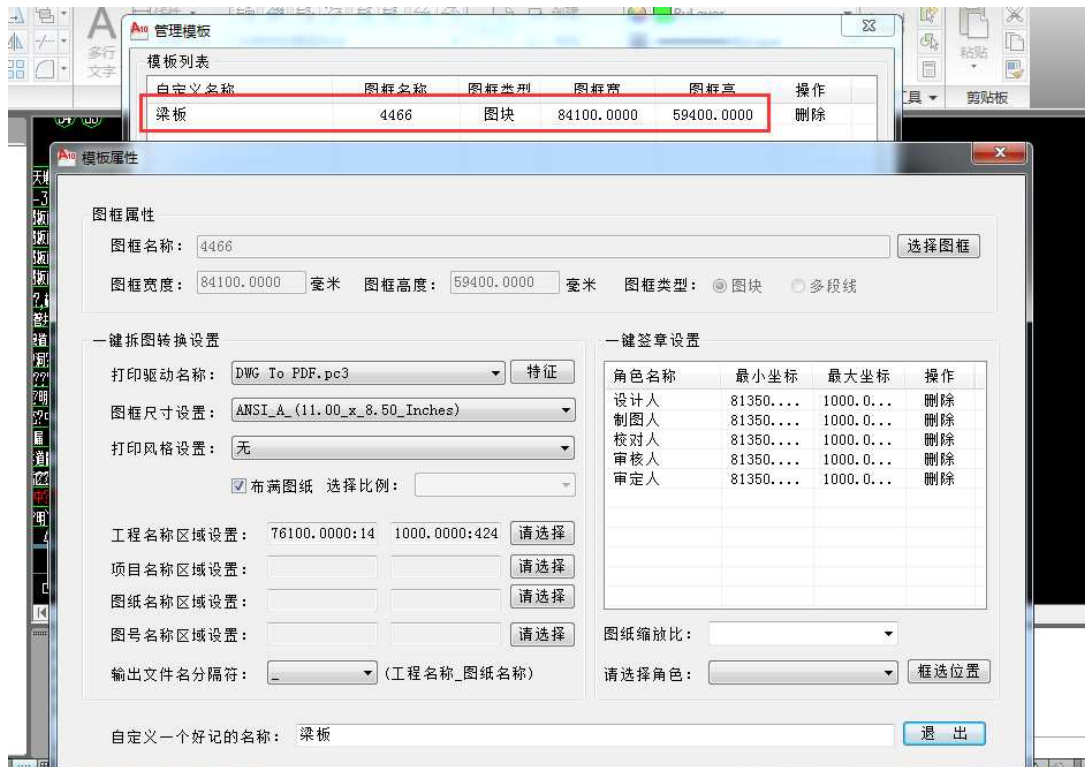 多行
文字
A10 管理模板
ByLayer
粘贴
具 剪贴板
模板列表
自定义名称 图框名称 图框类型 图框宽 图框高 操作
梁板 4466 图块 84100.0000 59400.0000 删除
A10 模板属性
图框属性
图框名称： 4466 选择图框
图框宽度： 84100.0000 毫米 图框高度： 59400.0000 毫米 图框类型： 图块 多段线
一键拆图转换设置
打印驱动名称： DWG To PDF.pc3 特征
图框尺寸设置： ANSI_A_(11.00_x_8.50_Inches)
打印风格设置： 无
布满图纸 选择比例：
工程名称区域设置： 76100.0000:14 1000.0000:424 请选择
项目名称区域设置： 请选择
图纸名称区域设置： 请选择
图号名称区域设置： 请选择
输出文件名分隔符： _ (工程名称_图纸名称)
一键签章设置
角色名称 最小坐标 最大坐标 操作
设计人 81350.... 1000.0... 删除
制图人 81350.... 1000.0... 删除
校对人 81350.... 1000.0... 删除
审核人 81350.... 1000.0... 删除
审定人 81350.... 1000.0... 删除
图纸缩放比：
请选择角色： 框选位置
自定义一个好记的名称： 梁板 退 出